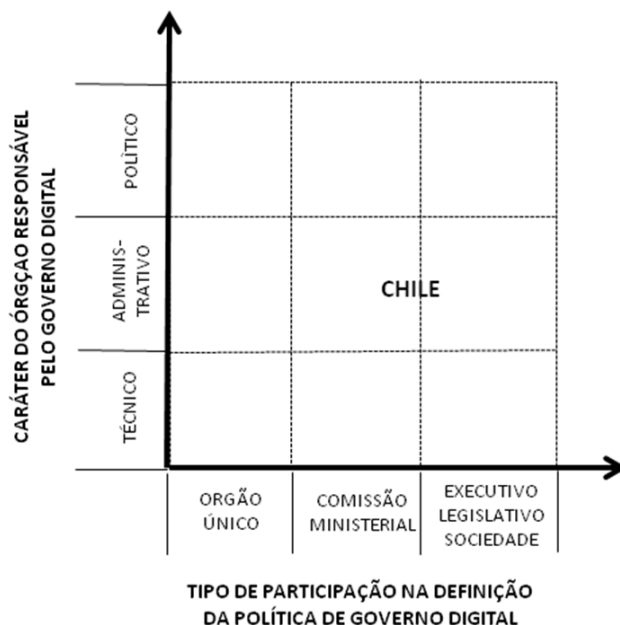 CARÁTER DO ÓRGÇAO RESPONSÁVEL
PELO GOVERNO DIGITAL
POLÌTICO
ADMINIS-
TRATIVO
TÉCNICO
CHILE
ORGÃO
ÚNICO
COMISSÃO
MINISTERIAL
EXECUTIVO
LEGISLATIVO
SOCIEDADE
TIPO DE PARTICIPAÇÃO NA DEFINIÇÃO
DA POLÍTICA DE GOVERNO DIGITAL